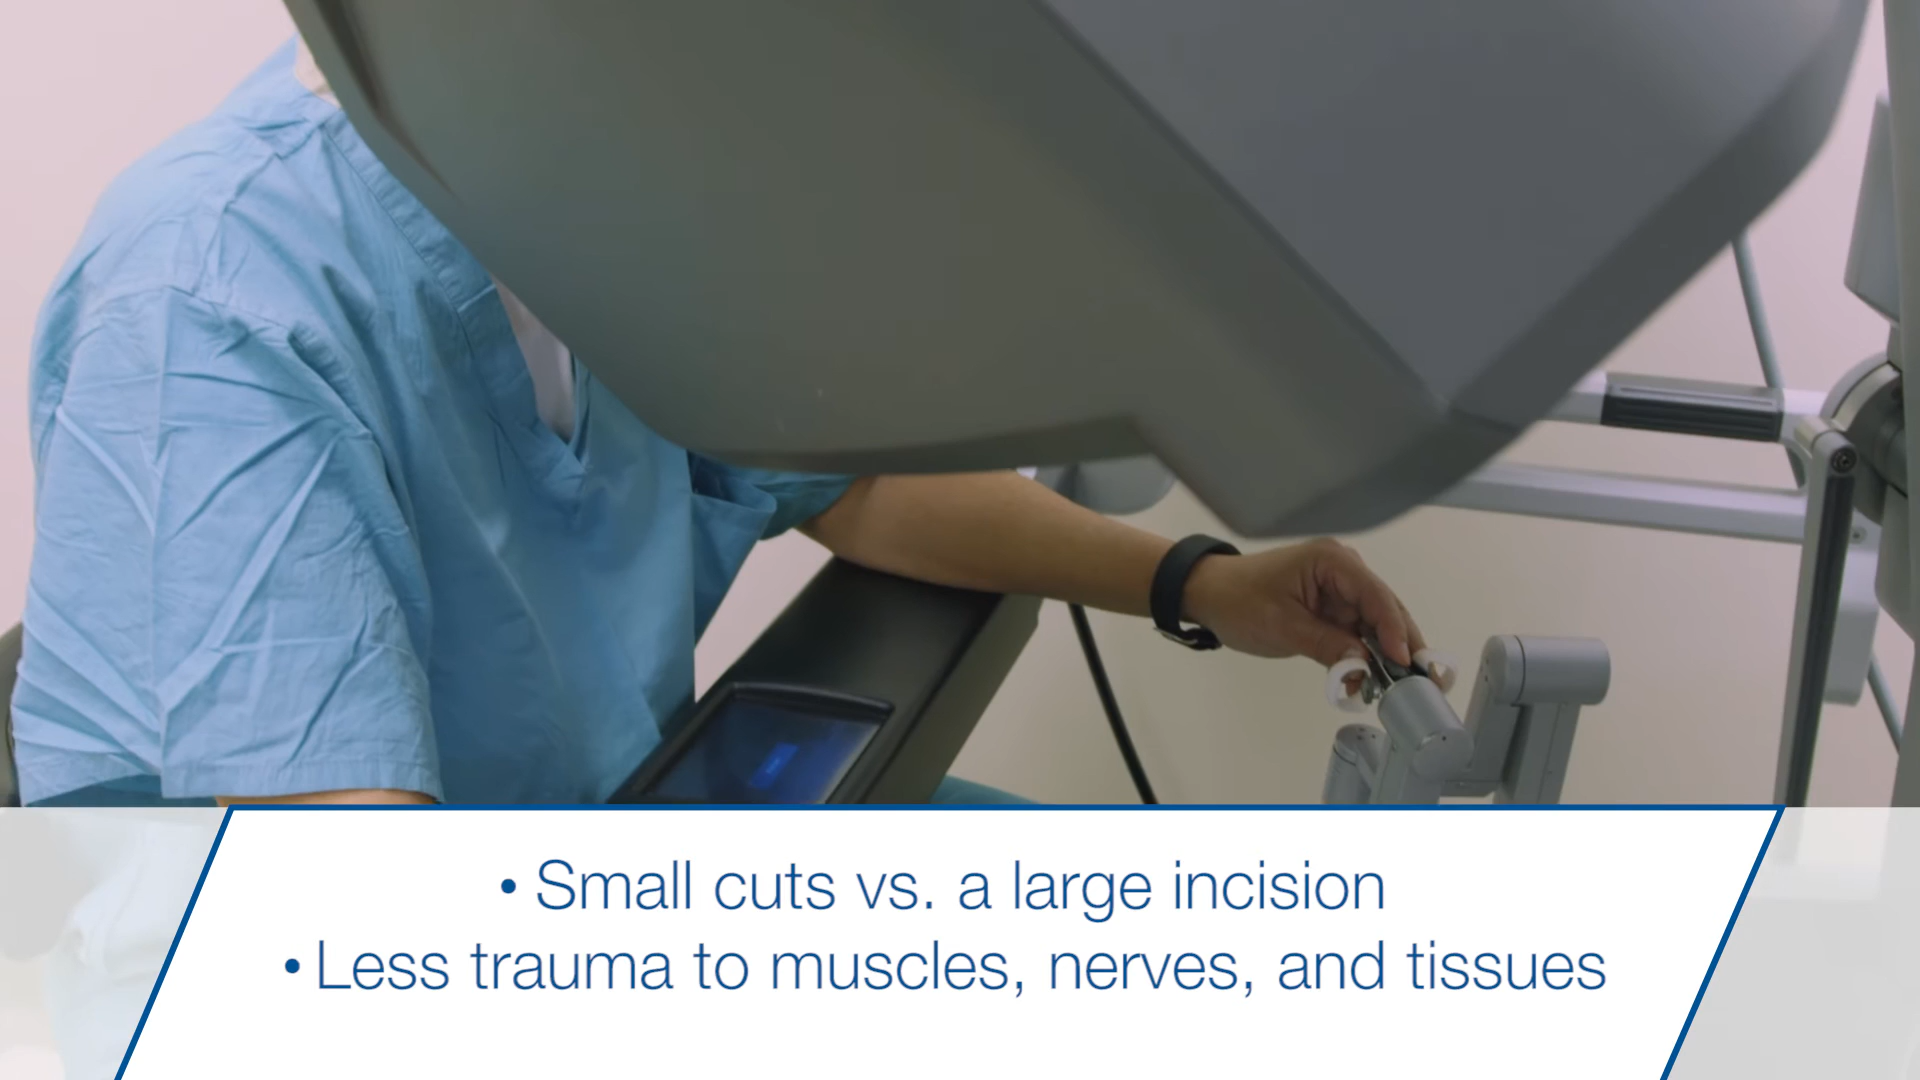 • Small cuts vs. a large incision
• Less trauma to muscles, nerves, and tissues